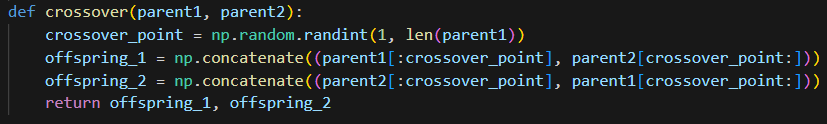 def crossover(parent1, parent2):
    crossover_point = np.random.randint(1, len(parent1))
    offspring_1 = np.concatenate((parent1[:crossover_point], parent2[crossover_point:]))
    offspring_2 = np.concatenate((parent2[:crossover_point], parent1[crossover_point:]))
    return offspring_1, offspring_2